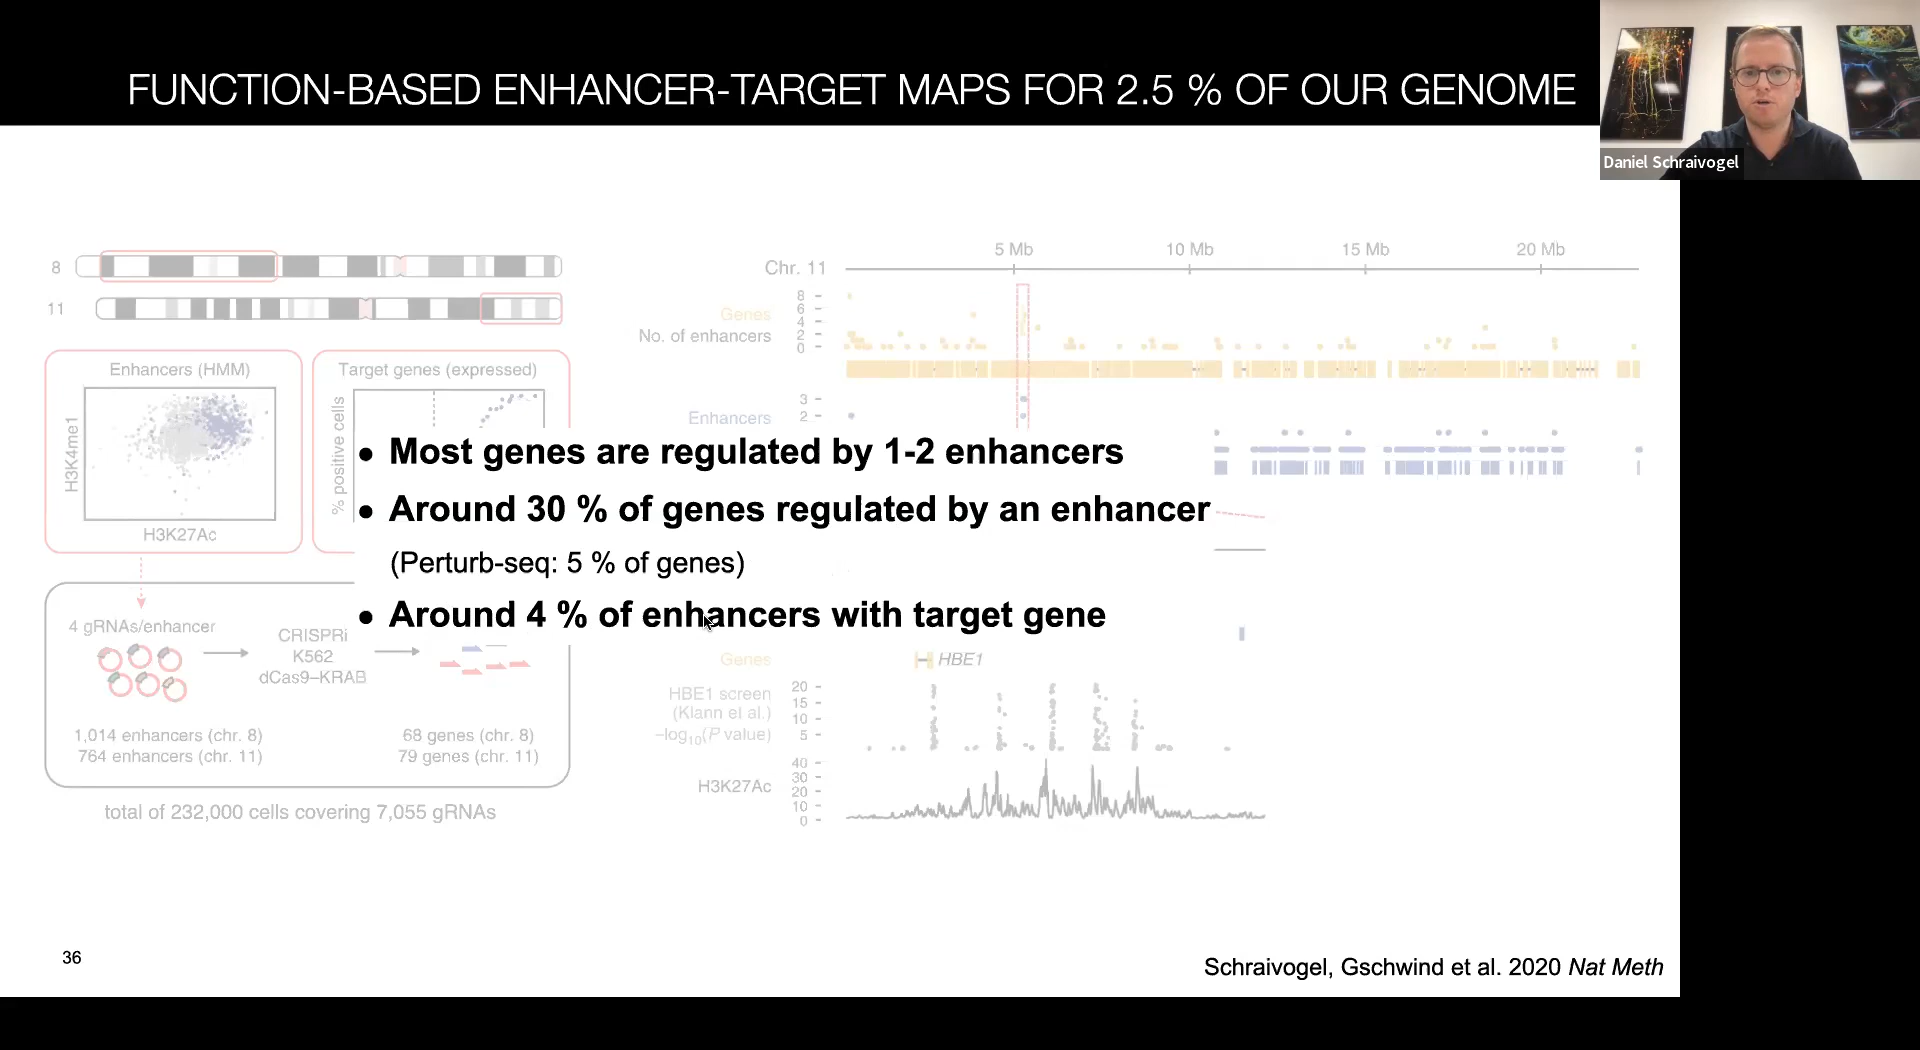 FUNCTION-BASED ENHANCER-TARGET MAPS FOR 2.5 % OF OUR GENOME
Daniel Schraivogel
8
11
Enhancers (HMM)
H3K4me1
H3K27Ac
Target genes (expressed)
% positive cells
4 gRNAs/enhancer
CRISPRi
K562
dCas9–KRAB
1,014 enhancers (chr. 8)
764 enhancers (chr. 11)
68 genes (chr. 8)
79 genes (chr. 11)
total of 232,000 cells covering 7,055 gRNAs
5 Mb
10 Mb
15 Mb
20 Mb
Chr. 11
Genes
No. of enhancers
8
6
4
2
0
Enhancers
3
2
• Most genes are regulated by 1-2 enhancers
• Around 30 % of genes regulated by an enhancer
(Perturb-seq: 5 % of genes)
• Around 4 % of enhancers with target gene
Genes
HBE1
HBE1 screen
(Klann et al.)
–log10(P value)
20
15
10
5
H3K27Ac
40
30
20
10
0
36
Schraivogel, Gschwind et al. 2020 Nat Meth